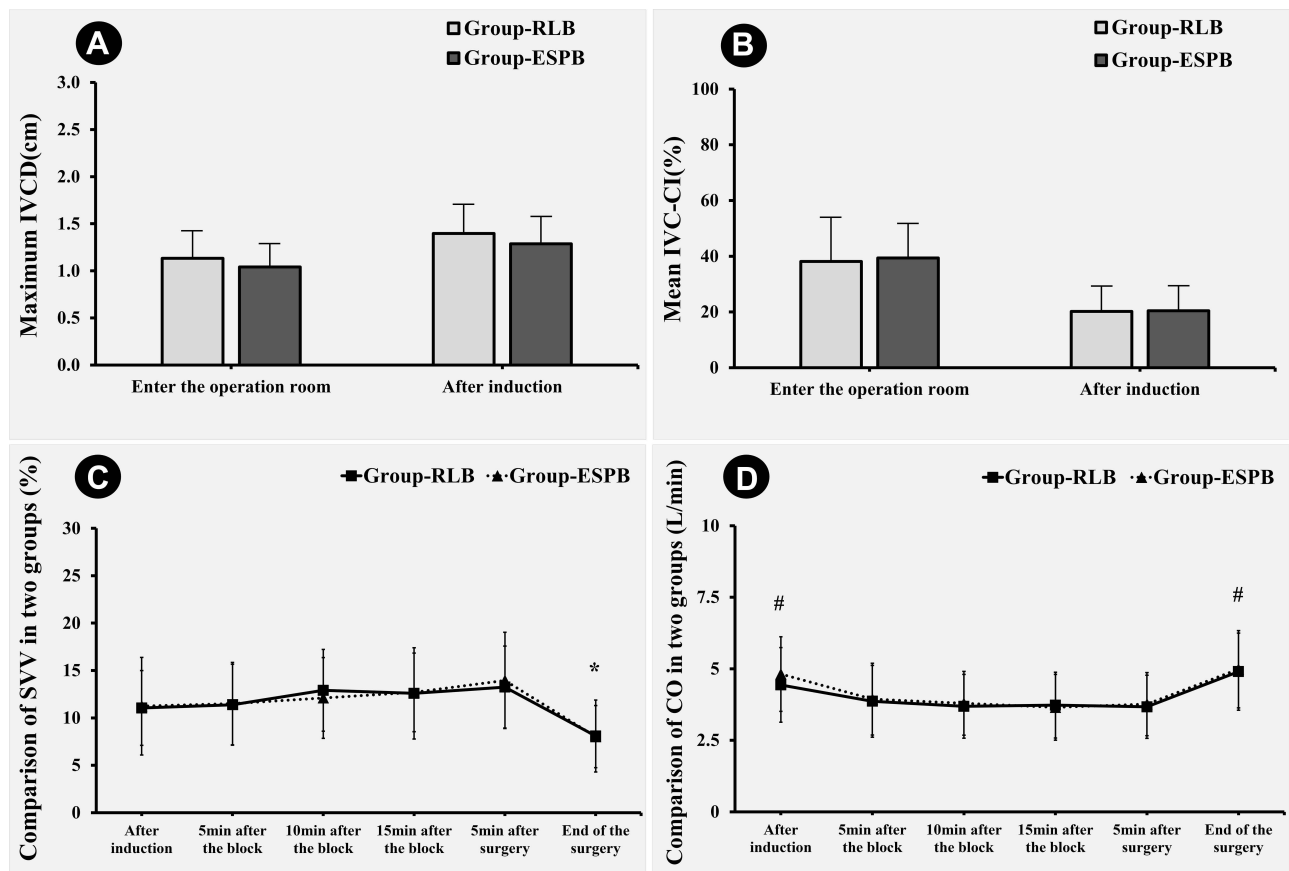 A
Group-RLB
Group-ESPB
Maximum IVCD(cm)
3.0
2.5
2.0
1.5
1.0
0.5
0.0
Enter the operation room
After induction
B
Group-RLB
Group-ESPB
Mean IVC-CI(%)
100
80
60
40
20
0
Enter the operation room
After induction
C
Group-RLB
Group-ESPB
Comparison of SVV in two groups (%)
30
25
20
15
10
5
0
*
After
induction
5min after
the block
10min after
the block
15min after
the block
5min after
surgery
End of the
surgery
D
Group-RLB
Group-ESPB
Comparison of CO in two groups (L/min)
10
7.5
5
2.5
0
#
#
After
induction
5min after
the block
10min after
the block
15min after
the block
5min after
surgery
End of the
surgery